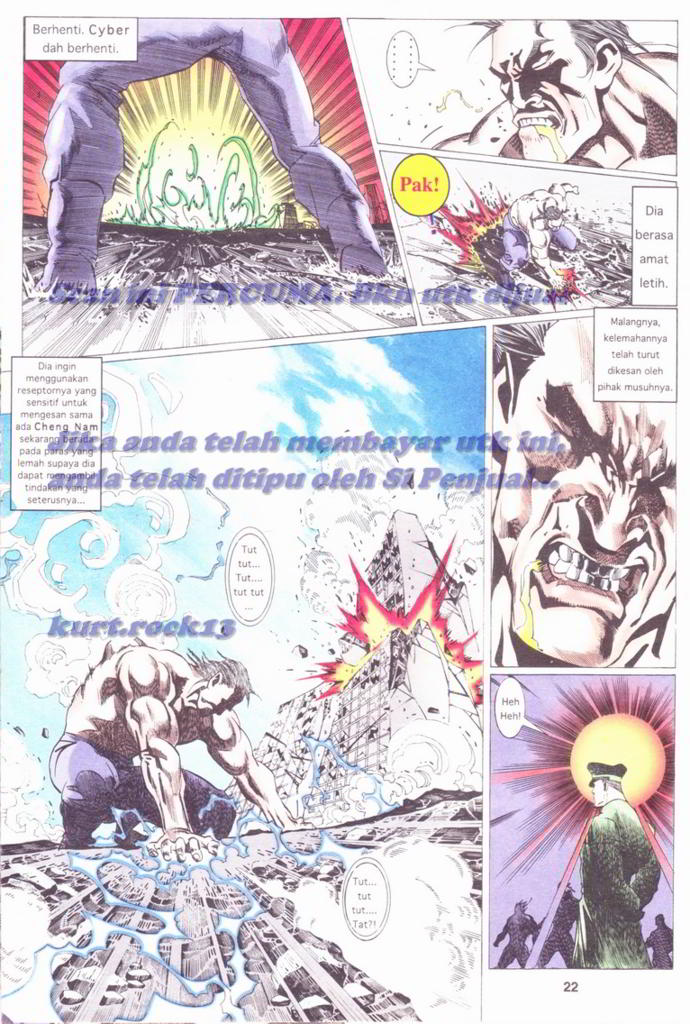 Berhenti. Cyber
dah berhenti.
Pak!
Dia
berasa
amat
letih.
Scan ini PERCUMA. Bkn utk dijual
Malangnya,
kelemahannya
telah turut
dikesan oleh
pihak musuhnya.
Dia ingin
menggunakan
reseptornya yang
sensitif untuk
mengesan sama
ada Cheng Nam
sekarang berada
pada paras yang
lemah supaya dia
dapat mengambil
tindakan yang
seterusnya...
Jika anda telah membayar utk ini,
anda telah ditipu oleh Si Penjual...
Tut
tut...
Tut....
tut tut
...
kurt.rock13
Heh
Heh!
Tut...
tut
tut....
Tat?!
22